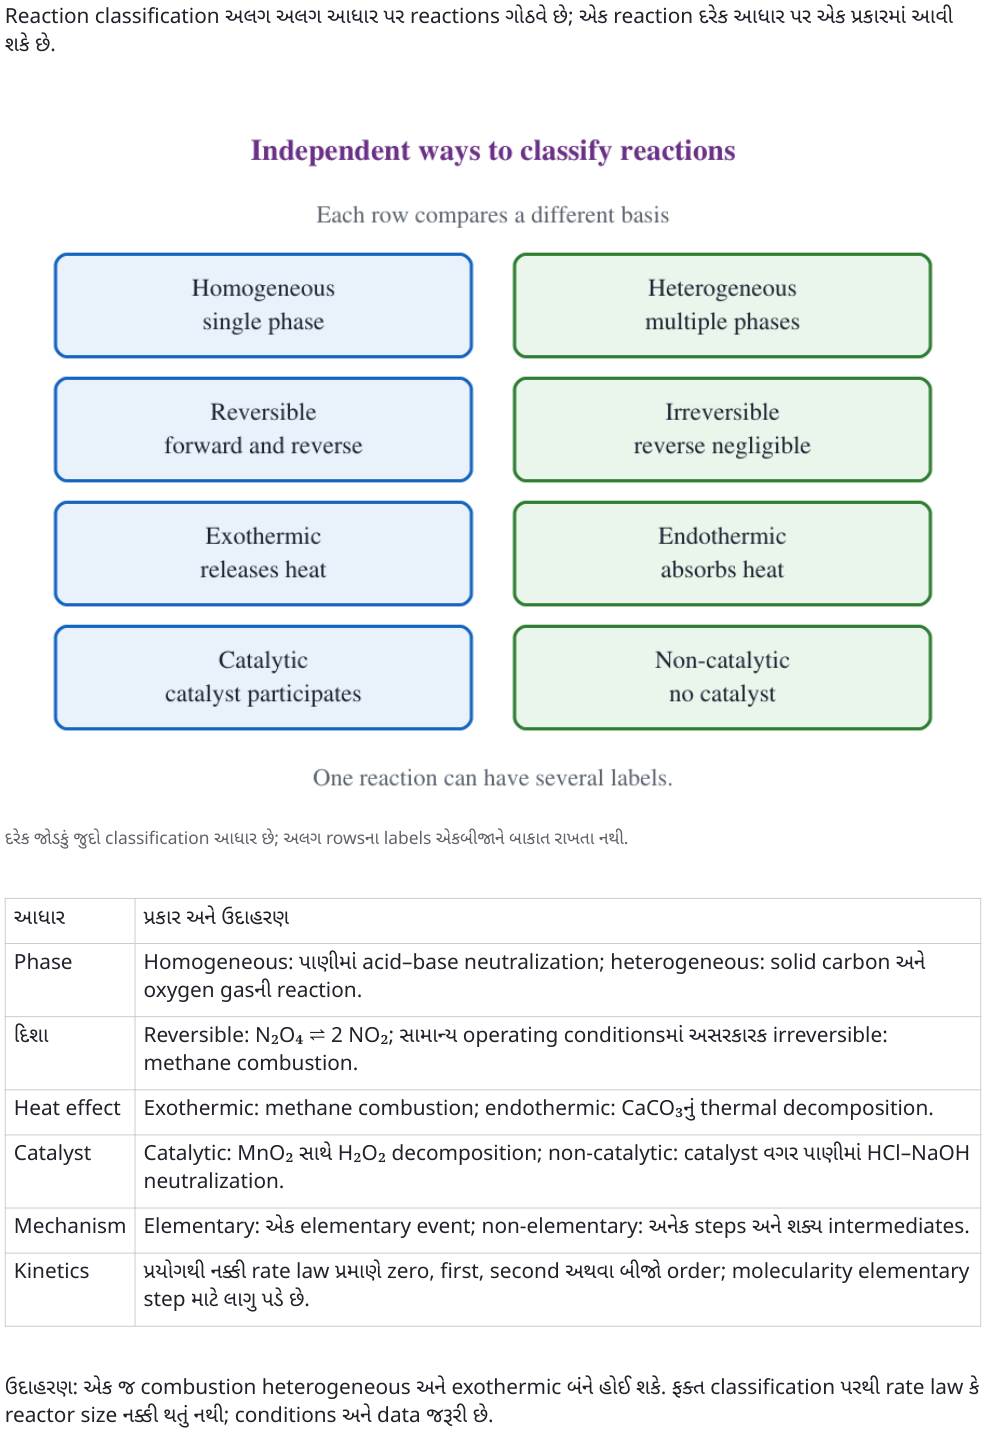 Reaction classification અલગ અલગ આધાર પર reactions ગોઠવે છે; એક reaction દરેક આધાર પર એક પ્રકારમાં આવી
શકે છે.
Independent ways to classify reactions
Each row compares a different basis
Homogeneous
single phase
Heterogeneous
multiple phases
Reversible
forward and reverse
Irreversible
reverse negligible
Exothermic
releases heat
Endothermic
absorbs heat
Catalytic
catalyst participates
Non-catalytic
no catalyst
One reaction can have several labels.
દરેક જોડકું જુદો classification આધાર છે; અલગ rowsના labels એકબીજાને બાકાત રાખતા નથી.
આધાર
પ્રકાર અને ઉદાહરણ
Phase
Homogeneous: પાણીમાં acid–base neutralization; heterogeneous: solid carbon અને
oxygen gasની reaction.
દિશા
Reversible: N₂O₄ ⇌ 2 NO₂; સામાન્ય operating conditionsમાં અસરકારક irreversible:
methane combustion.
Heat effect
Exothermic: methane combustion; endothermic: CaCO₃નું thermal decomposition.
Catalyst
Catalytic: MnO₂ સાથે H₂O₂ decomposition; non-catalytic: catalyst વગર પાણીમાં HCl–NaOH
neutralization.
Mechanism
Elementary: એક elementary event; non-elementary: અનેક steps અને શક્ય intermediates.
Kinetics
પ્રયોગથી નક્કી rate law પ્રમાણે zero, first, second અથવા બીજો order; molecularity elementary
step માટે લાગુ પડે છે.
ઉદાહરણ: એક જ combustion heterogeneous અને exothermic બંને હોઈ શકે. ફક્ત classification પરથી rate law કે
reactor size નક્કી થતું નથી; conditions અને data જરૂરી છે.